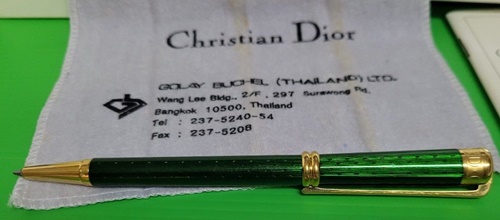 Christian Dior
GOLAY BUCHEL (THAILAND) LTD.
Wang Lee Bldg., 2/F, 297 Surawong Rd.,
Bangkok 10500, Thailand
Tel : 237-5240-54
Fax : 237-5208